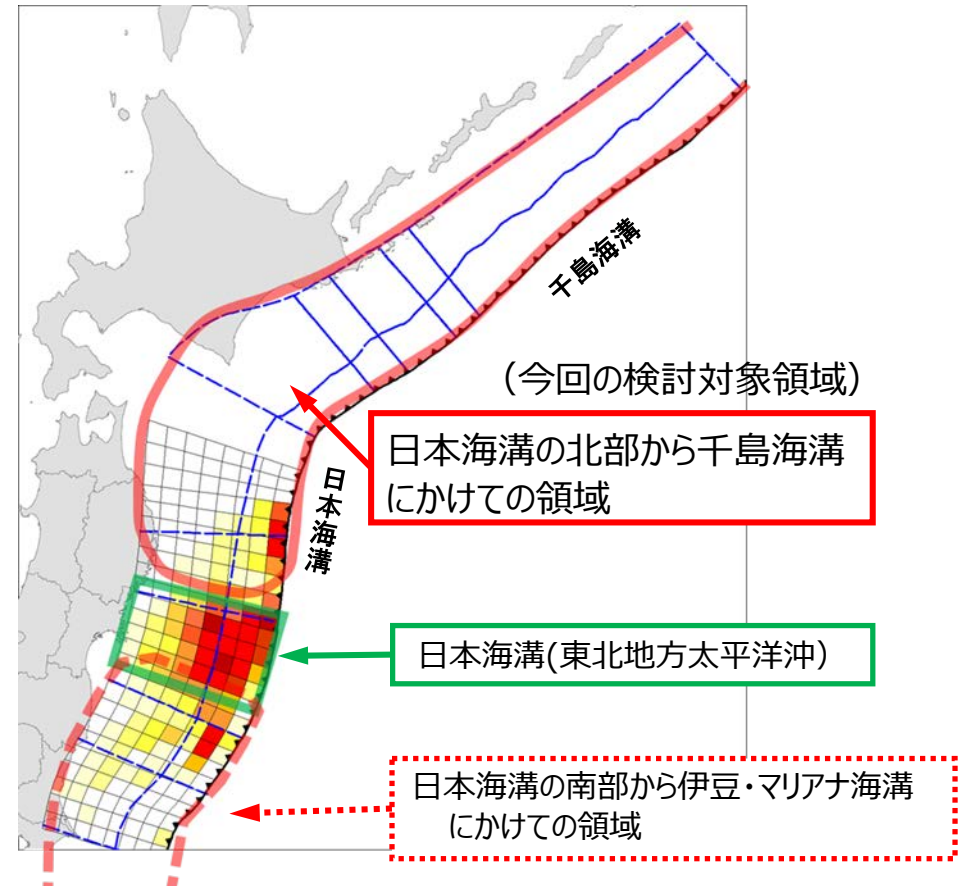 千島海溝
（今回の検討対象領域）
日本海溝の北部から千島海溝
にかけての領域
日本海溝
日本海溝(東北地方太平洋沖）
日本海溝の南部から伊豆・マリアナ海溝
にかけての領域